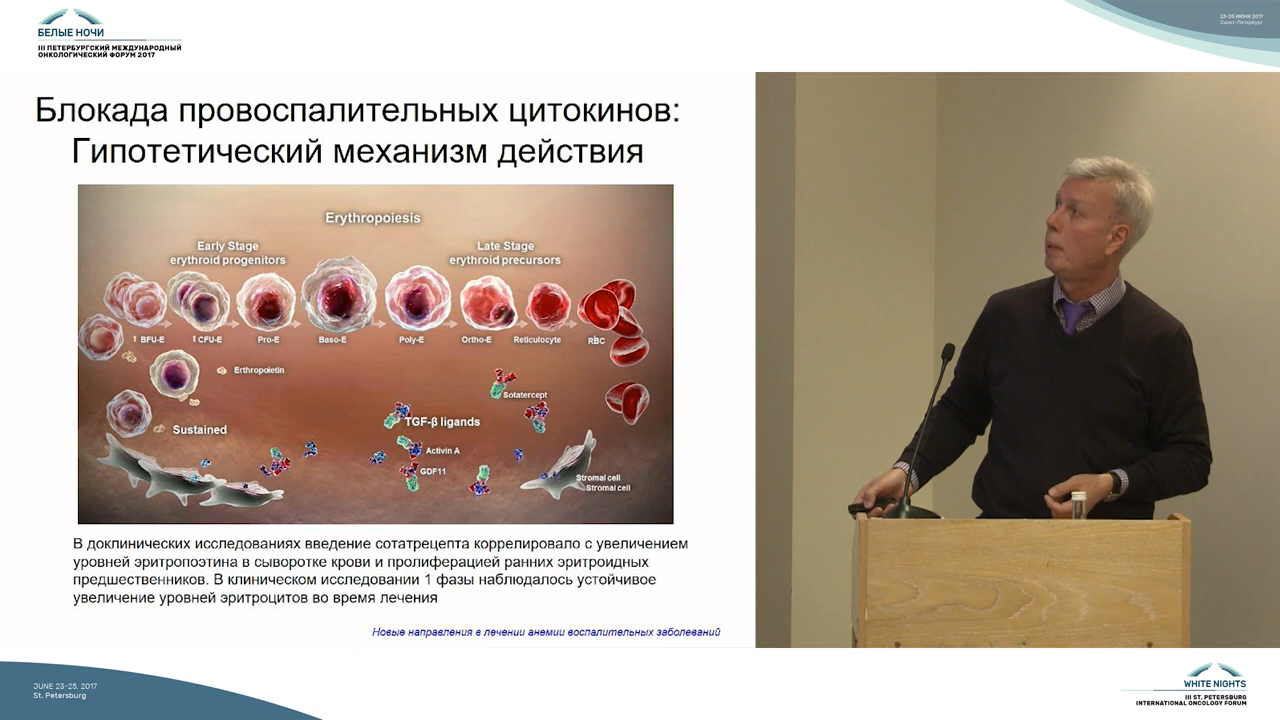 БЕЛЫЕ НОЧИ
III ПЕТЕРБУРГСКИЙ МЕЖДУНАРОДНЫЙ
ОНКОЛОГИЧЕСКИЙ ФОРУМ 2017
23-25 ИЮНЯ 2017
Санкт-Петербург
Блокада провоспалительных цитокинов:
Гипотетический механизм действия
Erythropoiesis
Early Stage
erythroid progenitors
Late Stage
erythroid precursors
↑ BFU-E
↑ CFU-E
Pro-E
Baso-E
Poly-E
Ortho-E
Reticulocyte
RBC
Erthropoietin
Sotatercept
TGF-β ligands
Sustained
Activin A
GDF11
Stromal cell
Stromal cell
В доклинических исследованиях введение сотатрецепта коррелировало с увеличением
уровней эритропоэтина в сыворотке крови и пролиферацией ранних эритроидных
предшественников. В клиническом исследовании 1 фазы наблюдалось устойчивое
увеличение уровней эритроцитов во время лечения
Новые направления в лечении анемии воспалительных заболеваний
JUNE 23-25, 2017
St. Petersburg
WHITE NIGHTS
III ST. PETERSBURG
INTERNATIONAL ONCOLOGY FORUM